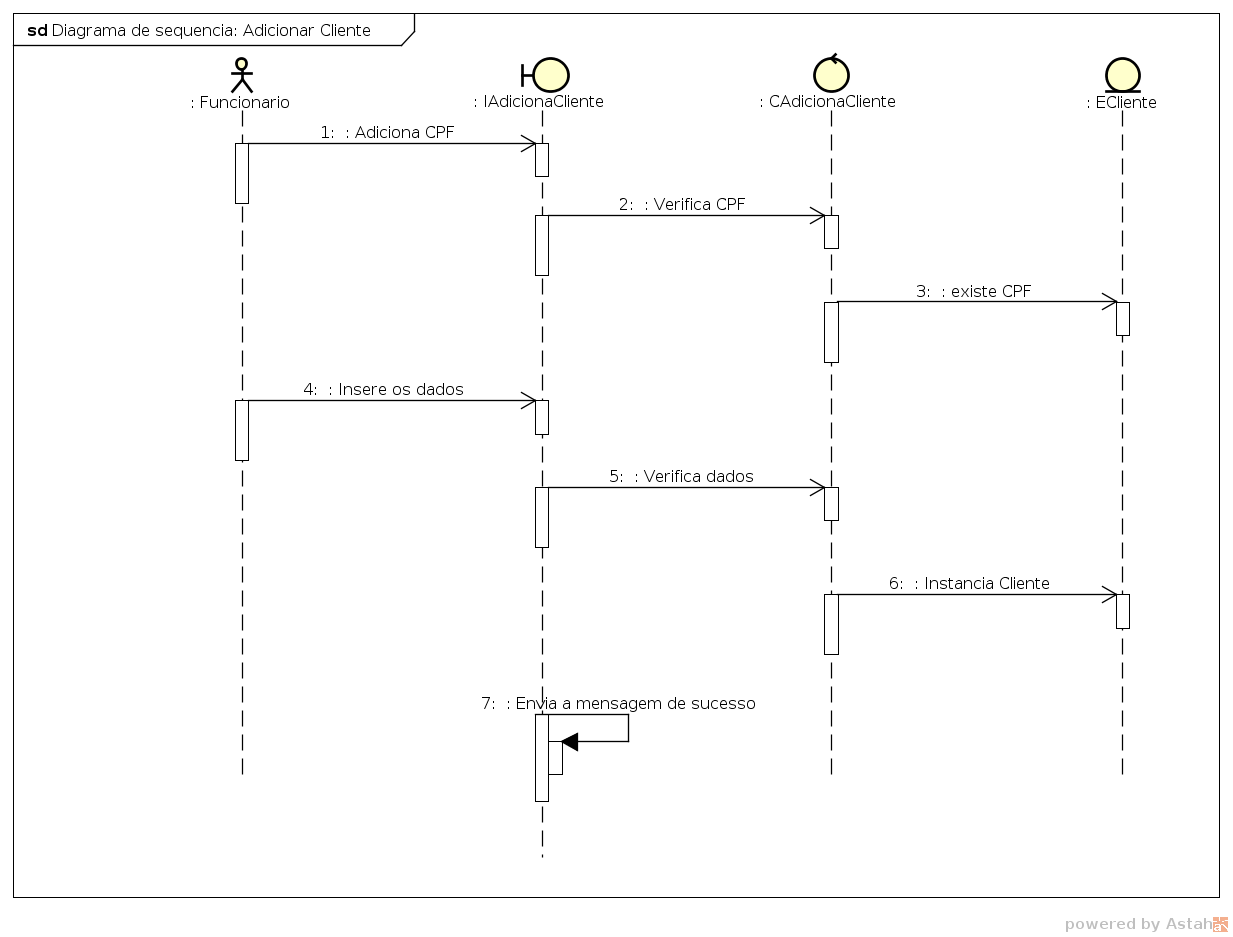 sd Diagrama de sequencia: Adicionar Cliente
: Funcionario
: IAdicionaCliente
: CAdicionaCliente
: ECliente
1:  : Adiciona CPF
2:  : Verifica CPF
3:  : existe CPF
4:  : Insere os dados
5:  : Verifica dados
6:  : Instancia Cliente
7:  : Envia a mensagem de sucesso
powered by Astah